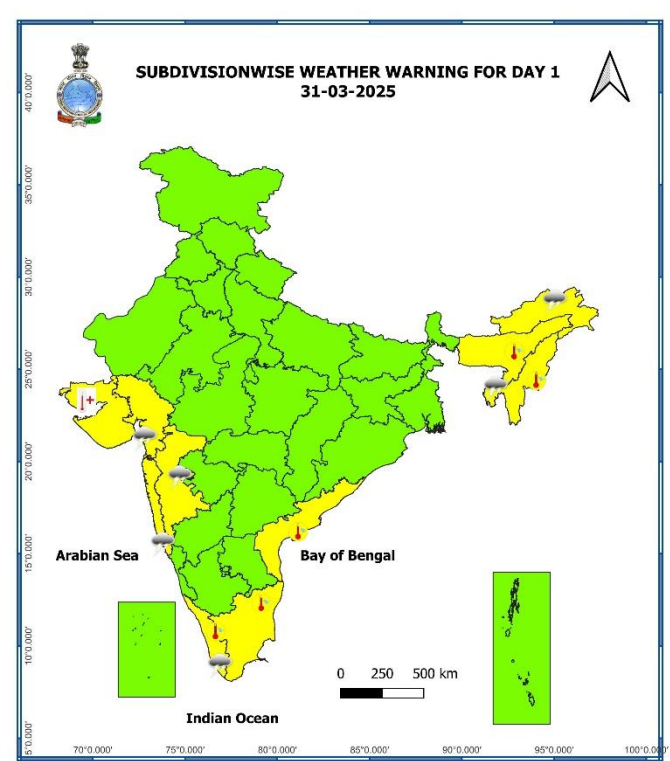 SUBDIVISIONWISE WEATHER WARNING FOR DAY 1
31-03-2025
40°0.000'
35°0.000'
30°0.000'
25°0.000'
20°0.000'
15°0.000'
10°0.000'
5°0.000'
Arabian Sea
Bay of Bengal
0 250 500 km
Indian Ocean
70°0.000' 75°0.000' 80°0.000' 85°0.000' 90°0.000' 95°0.000' 100°0.000'